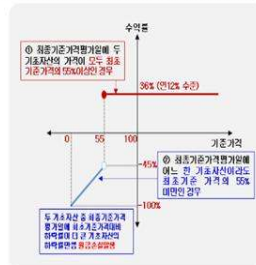 수익률
① 최종기준가격평가일에 두
기초자산의 가격이 모두 최초
기준가격의 55%이상인 경우
36% (연12% 수준)
0 55 100
기준가격
-45%
② 최종기준가격평가일에
어느 한 기초자산이라도
최초기준 가격의 55%
미만인 경우
-100%
두 기초자산 중 최종기준가격
평가일에 최초기준가격대비
하락률이 더 큰 기초자산의
하락률만큼 원금손실발생